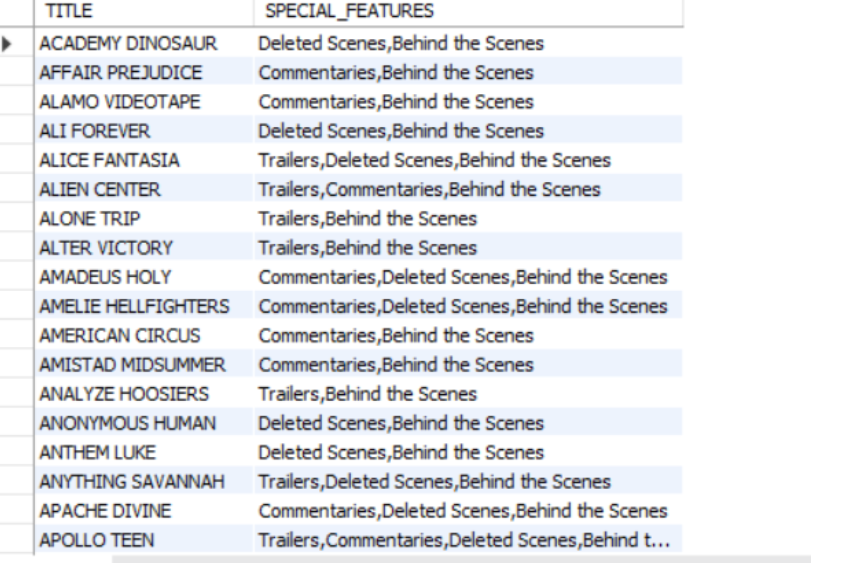 TITLE SPECIAL_FEATURES
ACADEMY DINOSAUR Deleted Scenes,Behind the Scenes
AFFAIR PREJUDICE Commentaries,Behind the Scenes
ALAMO VIDEOTAPE Commentaries,Behind the Scenes
ALI FOREVER Deleted Scenes,Behind the Scenes
ALICE FANTASIA Trailers,Deleted Scenes,Behind the Scenes
ALIEN CENTER Trailers,Commentaries,Behind the Scenes
ALONE TRIP Trailers,Behind the Scenes
ALTER VICTORY Trailers,Behind the Scenes
AMADEUS HOLY Commentaries,Deleted Scenes,Behind the Scenes
AMELIE HELLFIGHTERS Commentaries,Deleted Scenes,Behind the Scenes
AMERICAN CIRCUS Commentaries,Behind the Scenes
AMISTAD MIDSUMMER Commentaries,Behind the Scenes
ANALYZE HOOSIERS Trailers,Behind the Scenes
ANONYMOUS HUMAN Deleted Scenes,Behind the Scenes
ANTHEM LUKE Deleted Scenes,Behind the Scenes
ANYTHING SAVANNAH Trailers,Deleted Scenes,Behind the Scenes
APACHE DIVINE Commentaries,Deleted Scenes,Behind the Scenes
APOLLO TEEN Trailers,Commentaries,Deleted Scenes,Behind t...